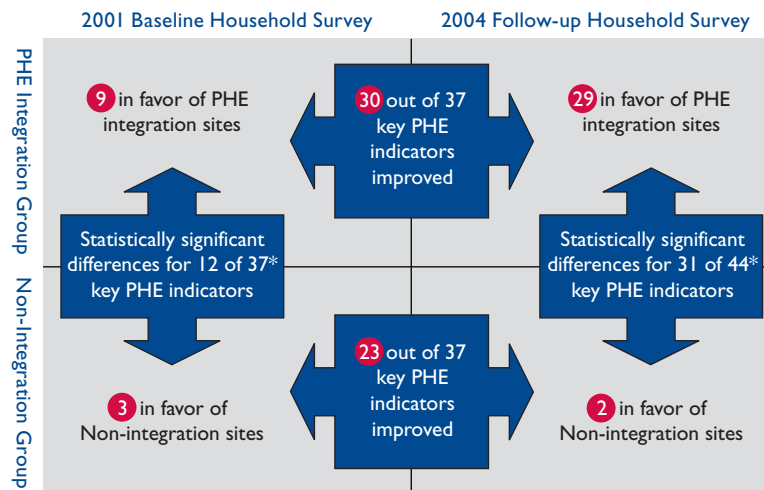 2001 Baseline Household Survey
2004 Follow-up Household Survey
PHE Integration Group
9 in favor of PHE
integration sites
30 out of 37
key PHE
indicators
improved
29 in favor of PHE
integration sites
Statistically significant
differences for 12 of 37*
key PHE indicators
Statistically significant
differences for 31 of 44*
key PHE indicators
Non-Integration Group
3 in favor of
Non-integration sites
23 out of 37
key PHE
indicators
improved
2 in favor of
Non-integration sites